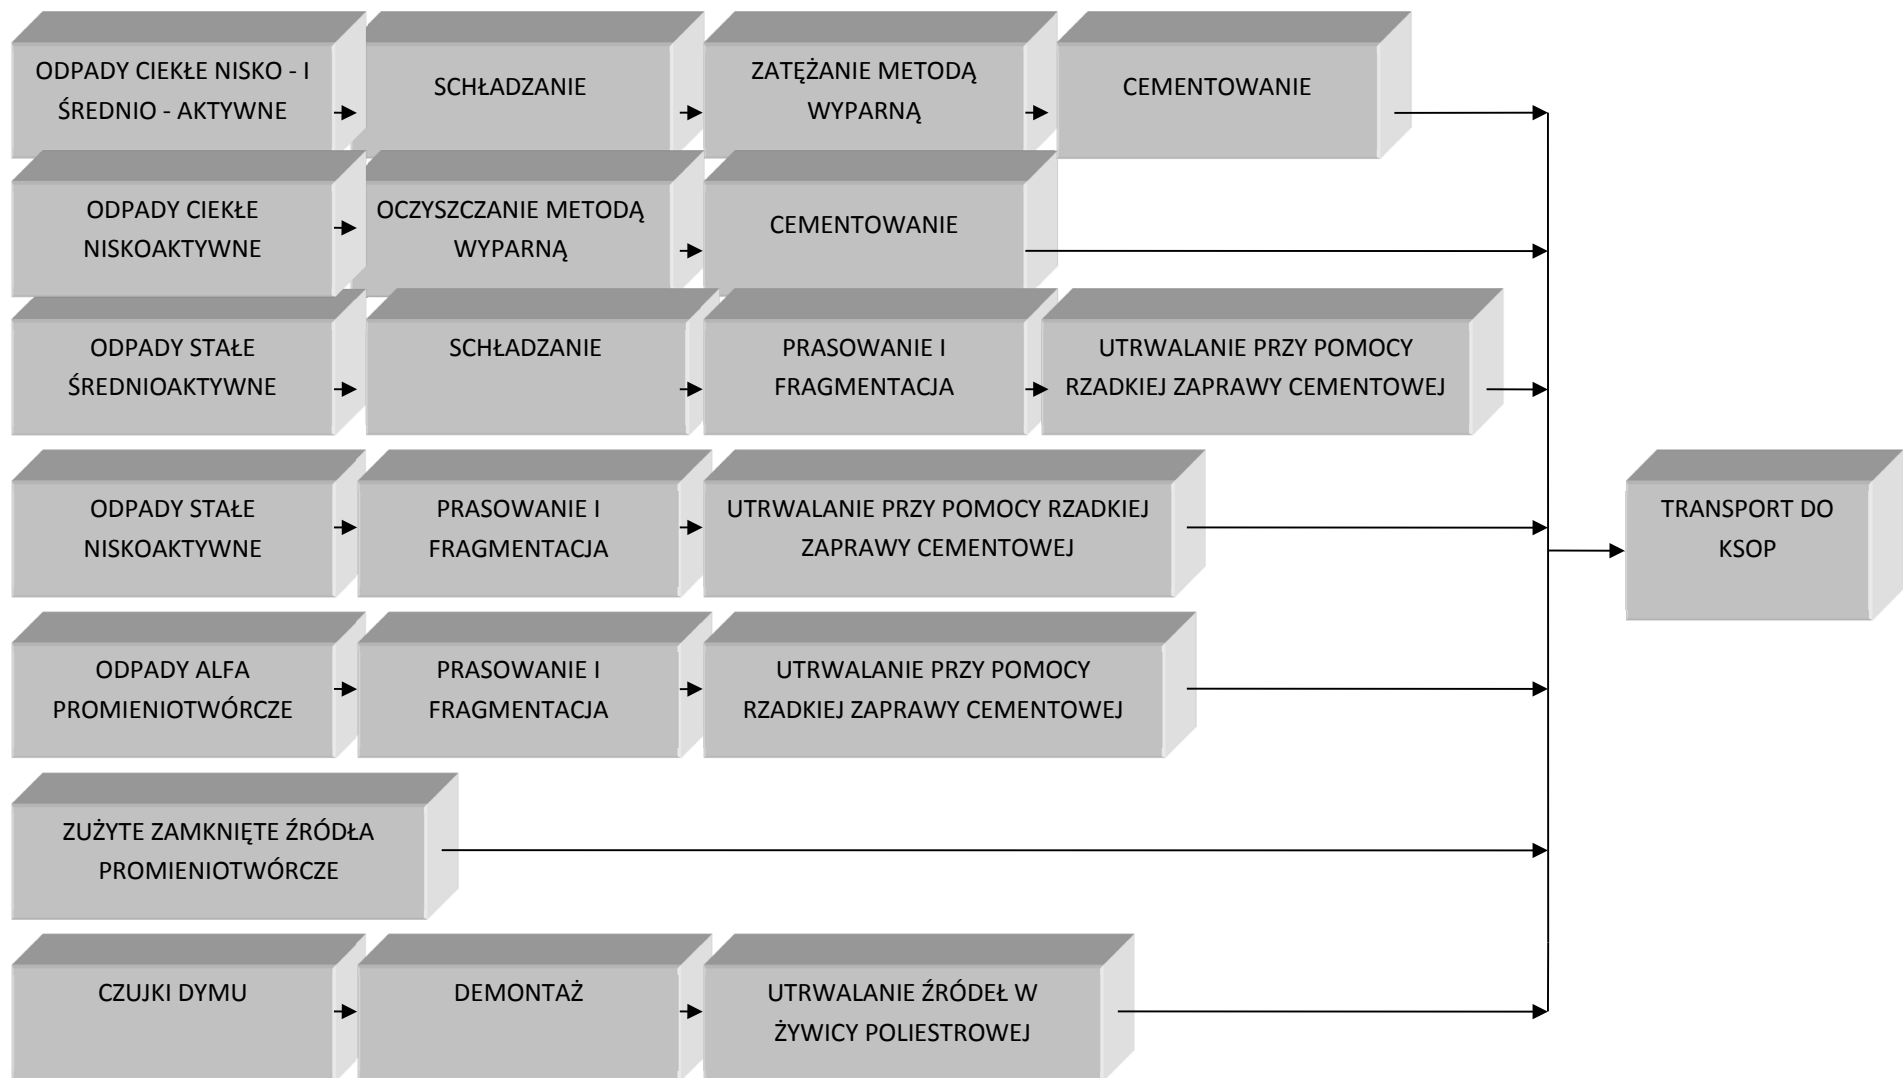 ODPADY CIEKŁE NISKO - I
ŚREDNIO - AKTYWNE
SCHŁADZANIE
ZATĘŻANIE METODĄ
WYPARNĄ
CEMENTOWANIE
ODPADY CIEKŁE
NISKOAKTYWNE
OCZYSZCZANIE METODĄ
WYPARNĄ
CEMENTOWANIE
ODPADY STAŁE
ŚREDNIOAKTYWNE
SCHŁADZANIE
PRASOWANIE I
FRAGMENTACJA
UTRWALANIE PRZY POMOCY
RZADKIEJ ZAPRAWY CEMENTOWEJ
ODPADY STAŁE
NISKOAKTYWNE
PRASOWANIE I
FRAGMENTACJA
UTRWALANIE PRZY POMOCY RZADKIEJ
ZAPRAWY CEMENTOWEJ
TRANSPORT DO
KSOP
ODPADY ALFA
PROMIENIOTWÓRCZE
PRASOWANIE I
FRAGMENTACJA
UTRWALANIE PRZY POMOCY
RZADKIEJ ZAPRAWY CEMENTOWEJ
ZUŻYTE ZAMKNIĘTE ŹRÓDŁA
PROMIENIOTWÓRCZE
CZUJKI DYMU
DEMONTAŻ
UTRWALANIE ŹRÓDEŁ W
ŻYWICY POLIESTROWEJ